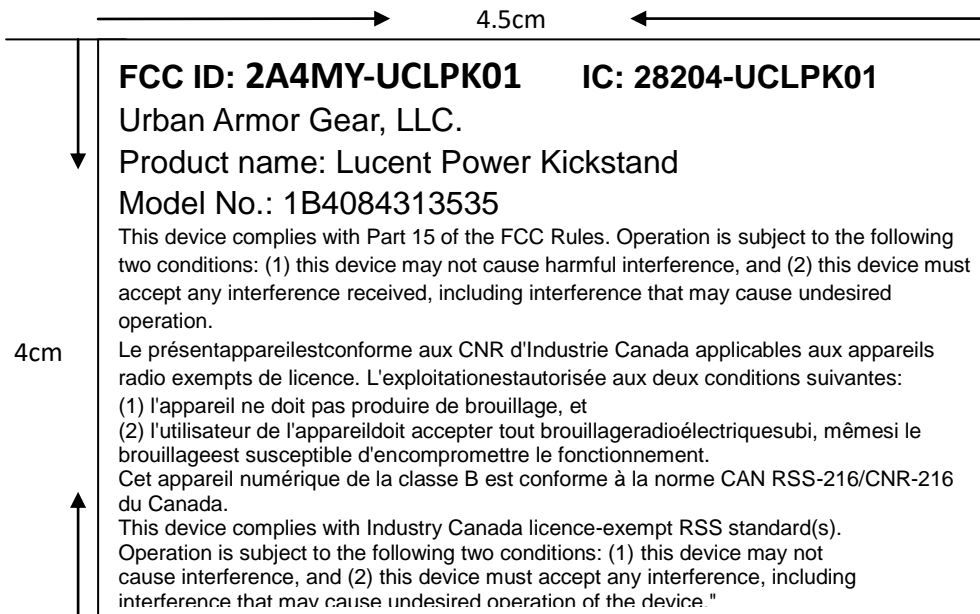 4.5cm
FCC ID: 2A4MY-UCLPK01 IC: 28204-UCLPK01
Urban Armor Gear, LLC.
Product name: Lucent Power Kickstand
Model No.: 1B4084313535
This device complies with Part 15 of the FCC Rules. Operation is subject to the following
two conditions: (1) this device may not cause harmful interference, and (2) this device must
accept any interference received, including interference that may cause undesired
operation.
4cm
Le présentappareilestconforme aux CNR d'Industrie Canada applicables aux appareils
radio exempts de licence. L'exploitationestautorisée aux deux conditions suivantes:
(1) l'appareil ne doit pas produire de brouillage, et
(2) l'utilisateur de l'appareildoit accepter tout brouillageradioélectriquesubi, mêmesi le
brouillageest susceptible d'encompromettre le fonctionnement.
Cet appareil numérique de la classe B est conforme à la norme CAN RSS-216/CNR-216
du Canada.
This device complies with Industry Canada licence-exempt RSS standard(s).
Operation is subject to the following two conditions: (1) this device may not
cause interference, and (2) this device must accept any interference, including
interference that may cause undesired operation of the device."